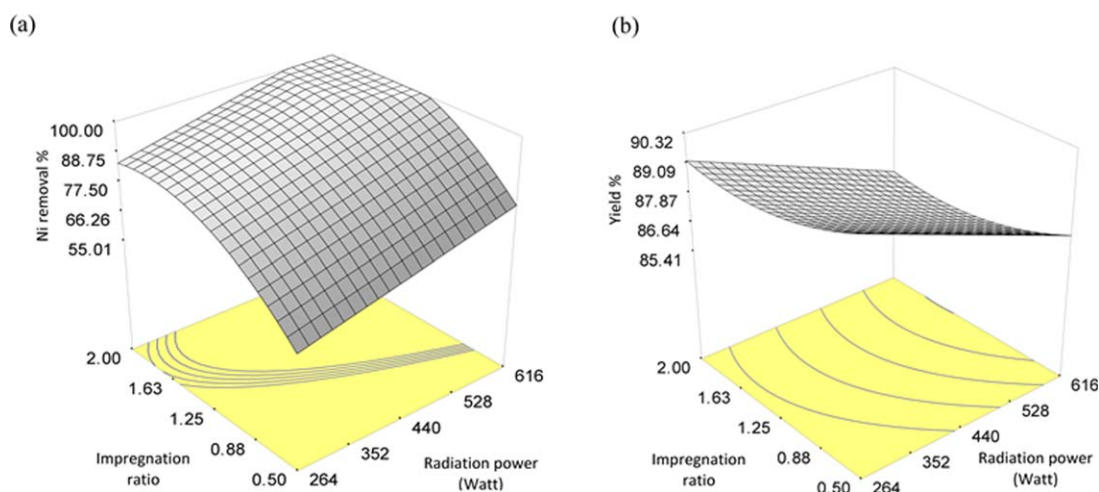 (a)
Ni removal %
100.00
88.75
77.50
66.26
55.01
2.00
1.63
1.25
0.88
0.50
Impregnation
ratio
264
352
440
528
616
Radiation power
(Watt)
(b)
Yield %
90.32
89.09
87.87
86.64
85.41
2.00
1.63
1.25
0.88
0.50
Impregnation
ratio
264
352
440
528
616
Radiation power
(Watt)